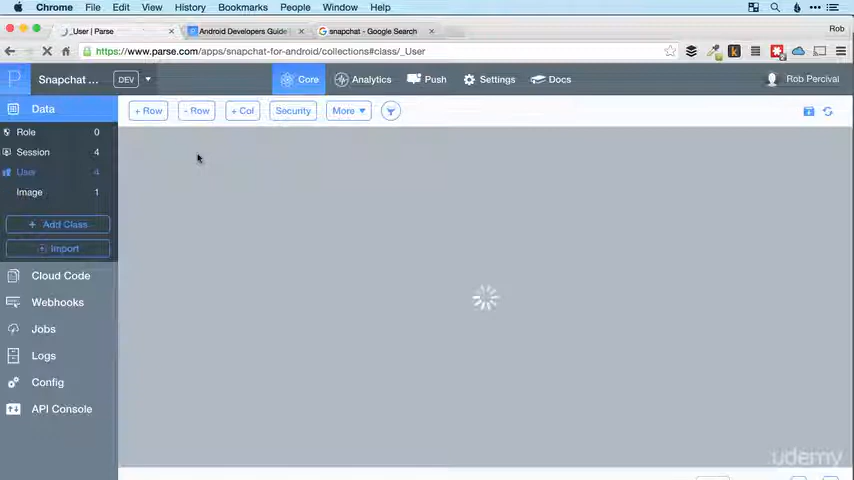 Chrome File Edit View History Bookmarks People Window Help
_User | Parse Android Developers Guide snapchat - Google Search Rob
https://www.parse.com/apps/snapchat-for-android/collections#class/_User
Snapchat ... DEV Core Analytics Push Settings Docs Rob Percival
Data + Row - Row + Col Security More
Role 0
Session 4
User 4
Image 1
+ Add Class
Import
Cloud Code
Webhooks
Jobs
Logs
Config
API Console
udemy